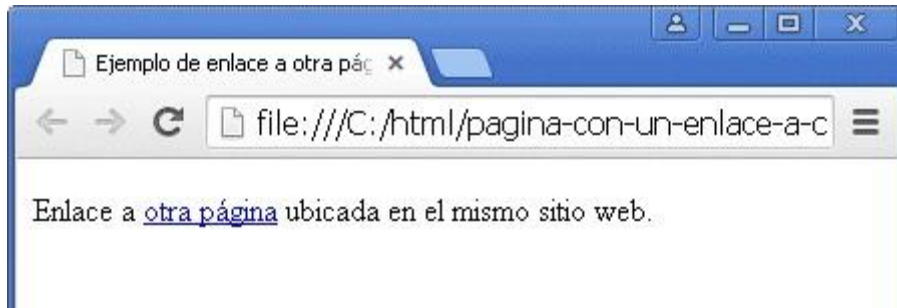 Ejemplo de enlace a otra pág
file:///C:/html/pagina-con-un-enlace-a-c
Enlace a otra página ubicada en el mismo sitio web.